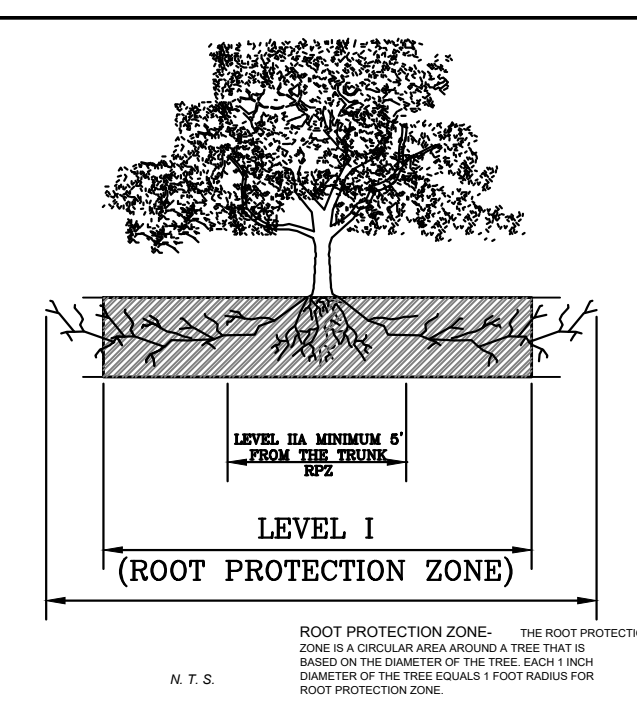 LEVEL IIA MINIMUM 5'
FROM THE TRUNK
RPZ
LEVEL I
(ROOT PROTECTION ZONE)
ROOT PROTECTION ZONE- THE ROOT PROTECTIO
ZONE IS A CIRCULAR AREA AROUND A TREE THAT IS
BASED ON THE DIAMETER OF THE TREE. EACH 1 INCH
DIAMETER OF THE TREE EQUALS 1 FOOT RADIUS FOR
ROOT PROTECTION ZONE.
N. T. S.